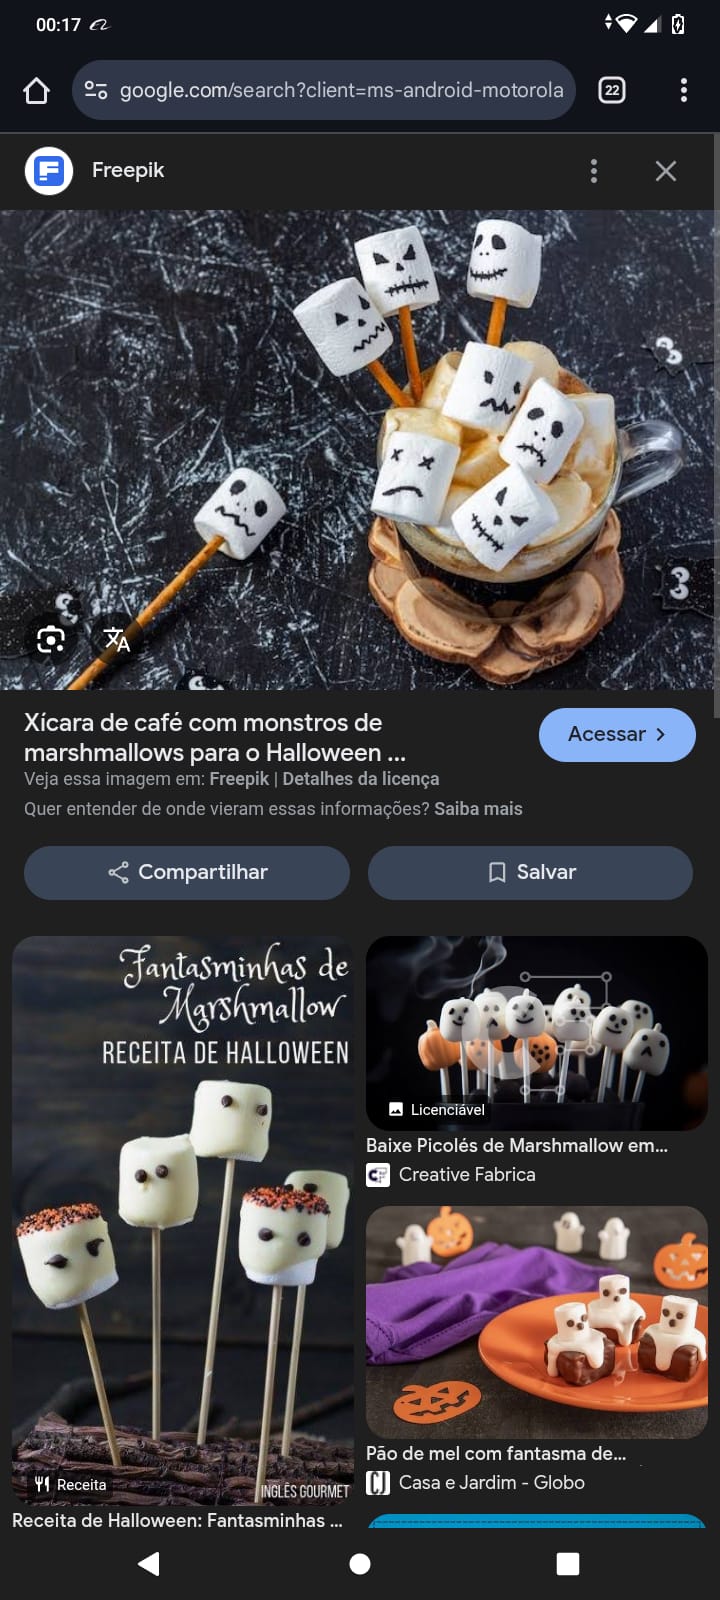 00:17
google.com/search?client=ms-android-motorola
22
Freepik
Xícara de café com monstros de
marshmallows para o Halloween ...
Acessar
Veja essa imagem em: Freepik | Detalhes da licença
Quer entender de onde vieram essas informações? Saiba mais
Compartilhar
Salvar
Fantasminhas de
Marshmallow
RECEITA DE HALLOWEEN
Receita
INGLÊS GOURMET
Receita de Halloween: Fantasminhas ...
Licenciável
Baixe Picolés de Marshmallow em...
Creative Fabrica
Pão de mel com fantasma de...
Casa e Jardim - Globo